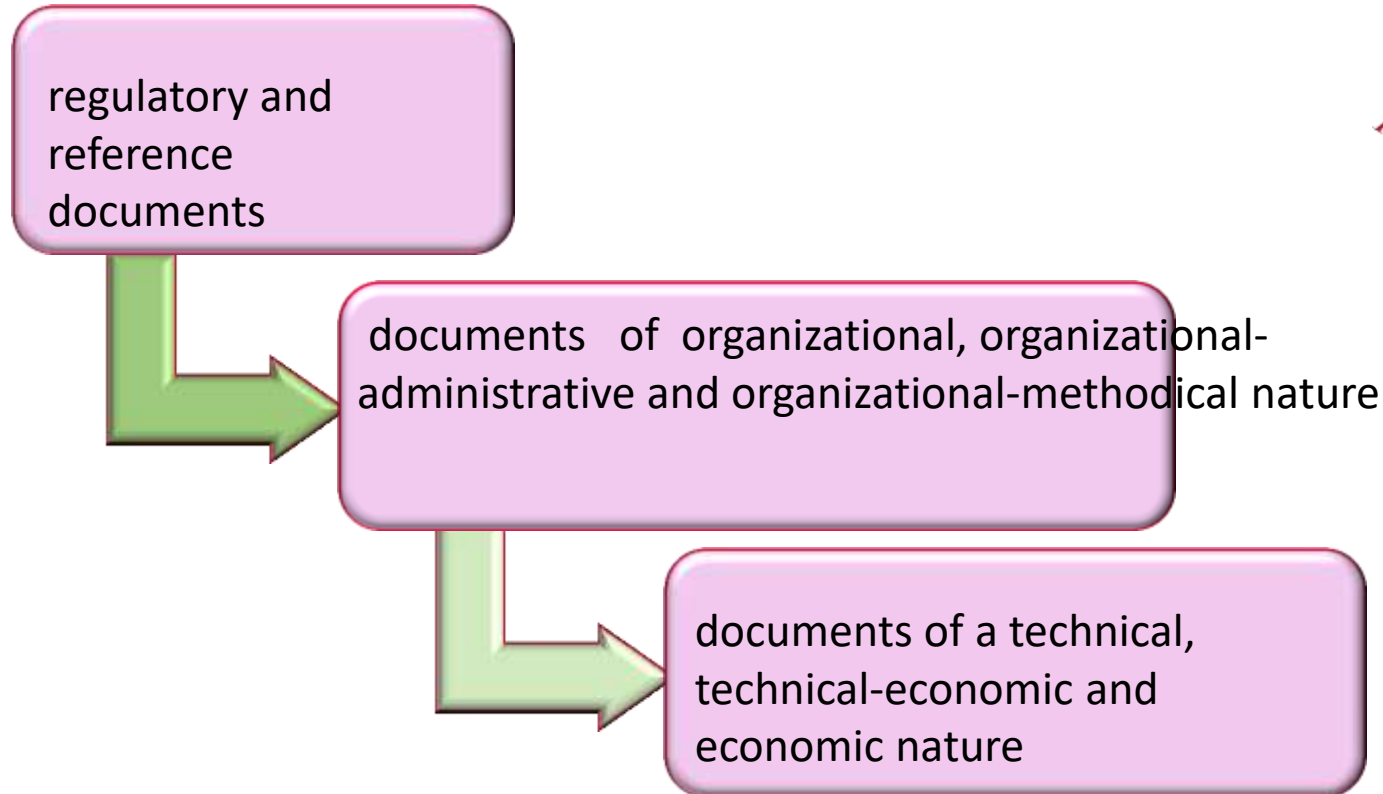 regulatory and
reference
documents
documents of organizational, organizational-
administrative and organizational-methodical nature
documents of a technical,
technical-economic and
economic nature